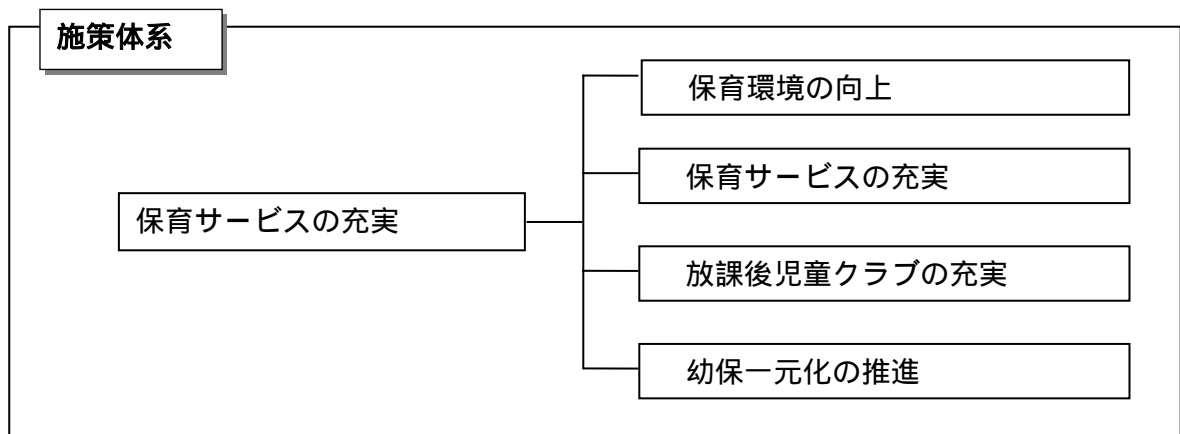 施策体系
保育環境の向上
保育サービスの充実
保育サービスの充実
放課後児童クラブの充実
幼保一元化の推進